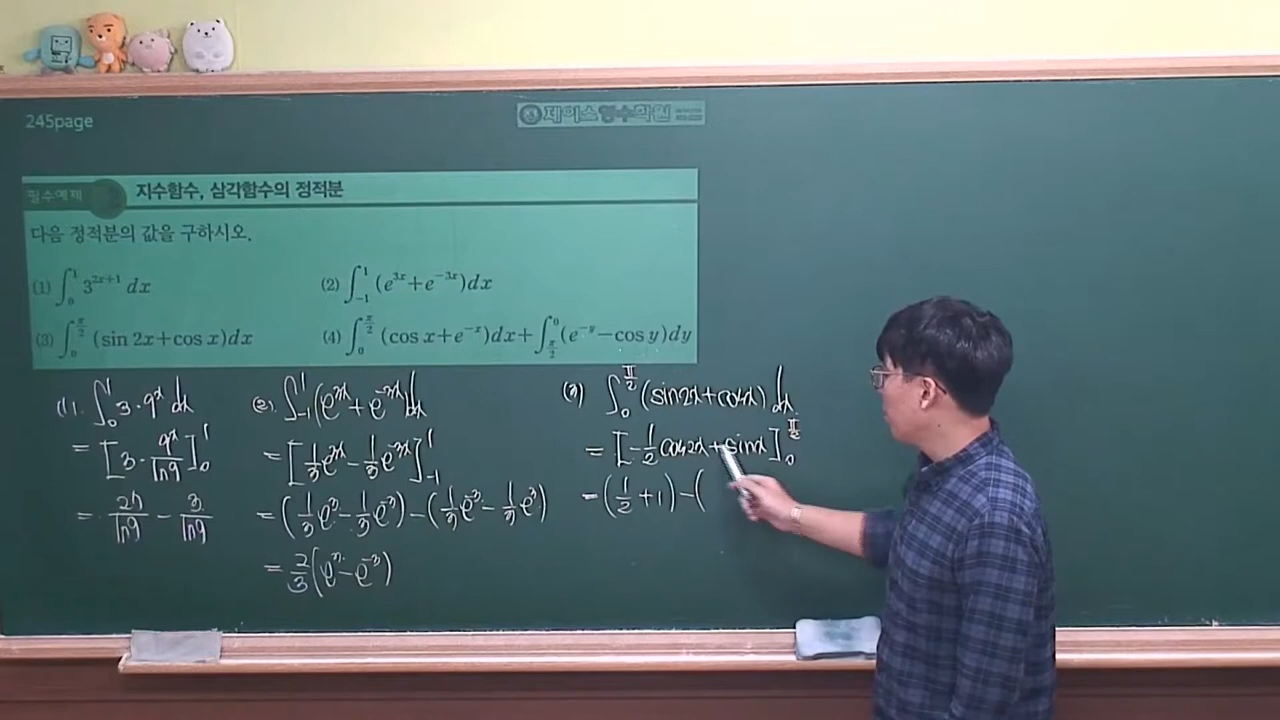 245page
제이스영수학원
필수예제
지수함수, 삼각함수의 정적분
다음 정적분의 값을 구하시오.
(1) ∫₀¹ 3^{2x+1} dx
(2) ∫₋₁¹ (e^{3x}+e^{-3x})dx
(3) ∫₀^{π/2} (sin 2x+cos x)dx
(4) ∫₀^{π/2} (cos x+e^{-x})dx+∫_{π/2}^0 (e^{-y}-cos y)dy
(1). ∫₀¹ 3·9^x dx
= [3·9^x/ln9]₀¹
= 27/ln9 - 3/ln9
(2). ∫₋₁¹ (e^{3x}+e^{-3x})dx
= [1/3 e^{3x} - 1/3 e^{-3x}]₋₁¹
= (1/3 e^3 - 1/3 e^{-3}) - (1/3 e^{-3} - 1/3 e^3)
= 2/3 (e^3 - e^{-3})
(3) ∫₀^{π/2} (sin2x+cosx) dx
= [-1/2 cos2x + sinx]₀^{π/2}
= (1/2 + 1) - (